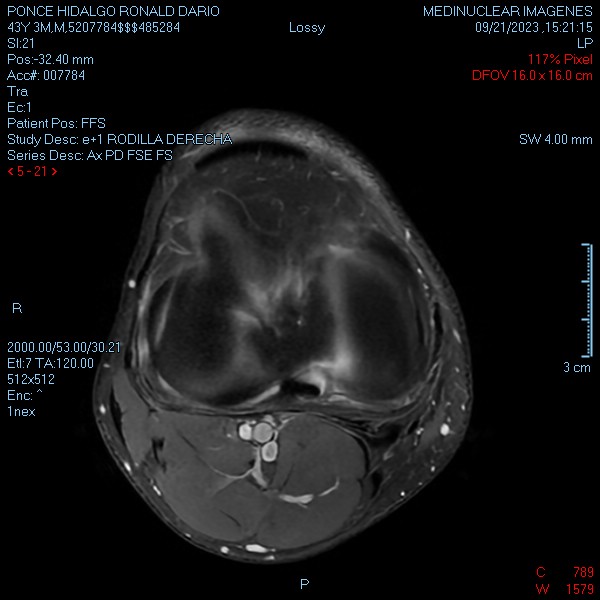 PONCE HIDALGO RONALD DARIO
43Y 3M,M,5207784$$$485284
Sl:21
Pos:-32.40 mm
Acc#: 007784
Tra
Ec:1
Patient Pos: FFS
Study Desc: e+1 RODILLA DERECHA
Series Desc: Ax PD FSE FS
< 5 - 21 >
Lossy
MEDINUCLEAR IMAGENES
09/21/2023 ,15:21:15
LP
117% Pixel
DFOV 16.0 x 16.0 cm
SW 4.00 mm
R
2000.00/53.00/30.21
Etl:7 TA:120.00
512x512
Enc: ^
1nex
3 cm
P
C 789
W 1579